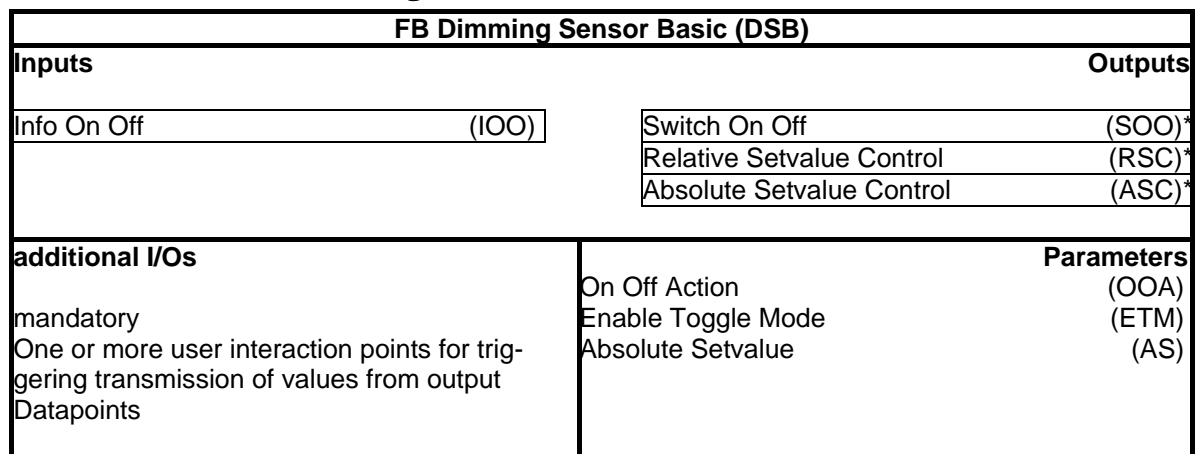 FB Dimming Sensor Basic (DSB)
Inputs Outputs
Info On Off (IOO) Switch On Off (SOO)*
Relative Setvalue Control (RSC)*
Absolute Setvalue Control (ASC)*
additional I/Os
mandatory
One or more user interaction points for trig-
gering transmission of values from output
Datapoints
Parameters
On Off Action (OOA)
Enable Toggle Mode (ETM)
Absolute Setvalue (AS)